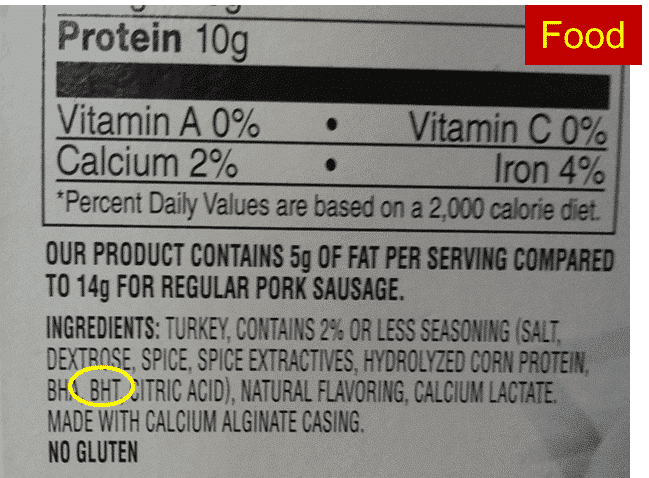 Food
Protein 10g
Vitamin A 0% • Vitamin C 0%
Calcium 2% • Iron 4%
*Percent Daily Values are based on a 2,000 calorie diet.
OUR PRODUCT CONTAINS 5g OF FAT PER SERVING COMPARED
TO 14g FOR REGULAR PORK SAUSAGE.
INGREDIENTS: TURKEY, CONTAINS 2% OR LESS SEASONING (SALT,
DEXTROSE, SPICE, SPICE EXTRACTIVES, HYDROLYZED CORN PROTEIN,
BHA, BHT, CITRIC ACID), NATURAL FLAVORING, CALCIUM LACTATE.
MADE WITH CALCIUM ALGINATE CASING.
NO GLUTEN